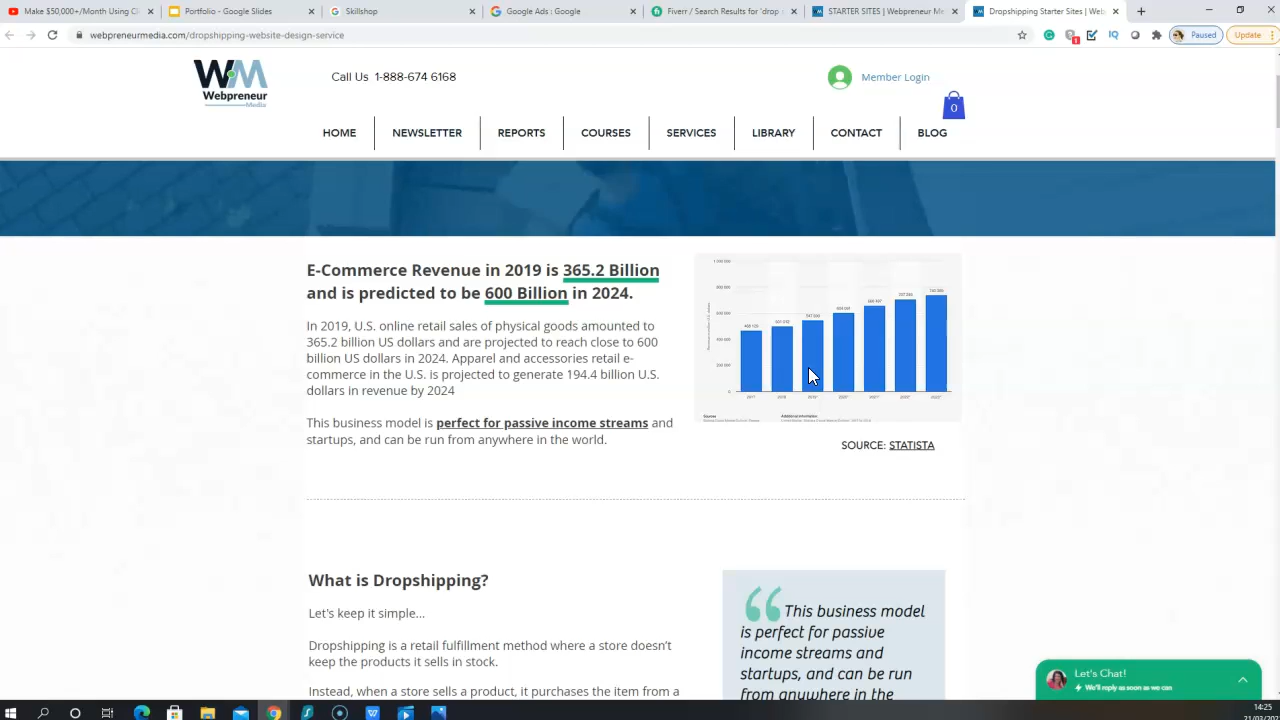 Make $50,000+/Month Using Cl
Portfolio - Google Slides
Skillshop
Google Ads : Google
Fiverr / Search Results for 'drop s
STARTER SITES | Webpreneur Me
Dropshipping Starter Sites | Web
webpreneurmedia.com/dropshipping-website-design-service
Paused
Update
WM
Webpreneur
Media
Call Us 1-888-674 6168
Member Login
0
HOME
NEWSLETTER
REPORTS
COURSES
SERVICES
LIBRARY
CONTACT
BLOG
E-Commerce Revenue in 2019 is 365.2 Billion
and is predicted to be 600 Billion in 2024.
In 2019, U.S. online retail sales of physical goods amounted to
365.2 billion US dollars and are projected to reach close to 600
billion US dollars in 2024. Apparel and accessories retail e-
commerce in the U.S. is projected to generate 194.4 billion U.S.
dollars in revenue by 2024
This business model is perfect for passive income streams and
startups, and can be run from anywhere in the world.
SOURCE: STATISTA
What is Dropshipping?
Let's keep it simple...
Dropshipping is a retail fulfillment method where a store doesn't
keep the products it sells in stock.
Instead, when a store sells a product, it purchases the item from a
This business model
is perfect for passive
income streams and
startups, and can be
run from anywhere in
Let's Chat!
We'll reply as soon as we can
14:25